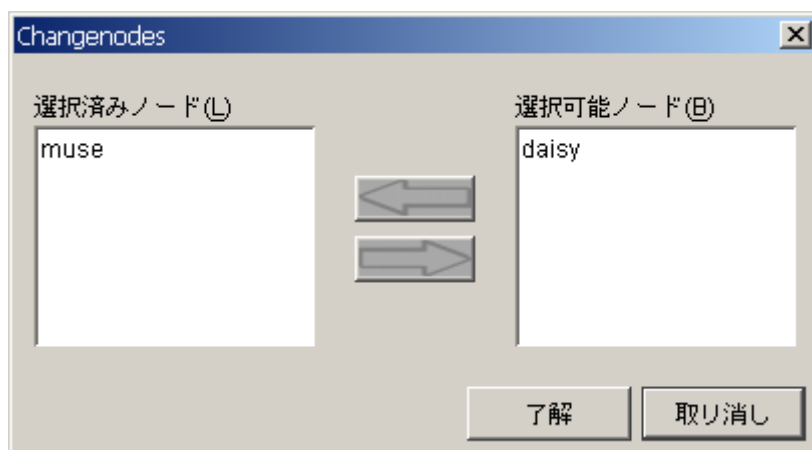 Changenodes
選択済みノード(L)
選択可能ノード(B)
muse
daisy
了解
取り消し